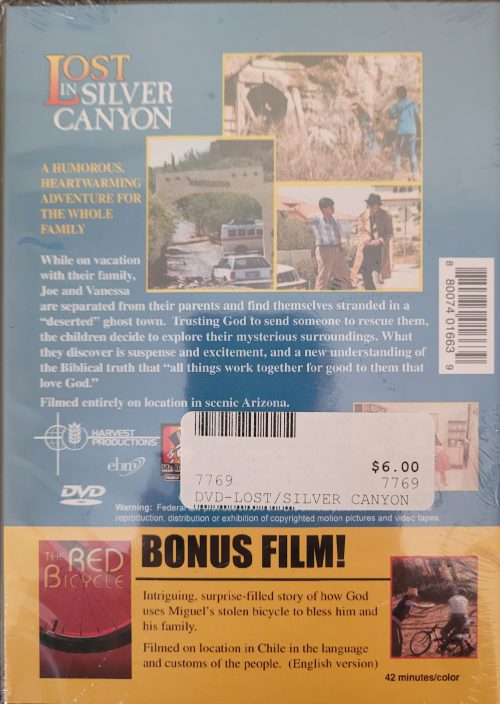 LOST
IN SILVER
CANYON
A HUMOROUS,
HEARTWARMING
ADVENTURE FOR
THE WHOLE
FAMILY
While on vacation
with their family,
Joe and Vanessa
are separated from their parents and find themselves stranded in a
“deserted” ghost town. Trusting God to send someone to rescue them,
the children decide to explore their mysterious surroundings. What
they discover is suspense and excitement, and a new understanding of
the Biblical truth that “all things work together for good to them that
love God.”
Filmed entirely on location in scenic Arizona.
8 80074 01663 9
HARVEST
PRODUCTIONS
ebm
DVD
$6.00
7769 7769
DVD-LOST/SILVER CANYON
Warning: Federal
reproduction, distribution or exhibition of copyrighted motion pictures and video tapes.
THE RED
BICYCLE
BONUS FILM!
Intriguing, surprise-filled story of how God
uses Miguel's stolen bicycle to bless him and
his family.
Filmed on location in Chile in the language
and customs of the people. (English version)
42 minutes/color